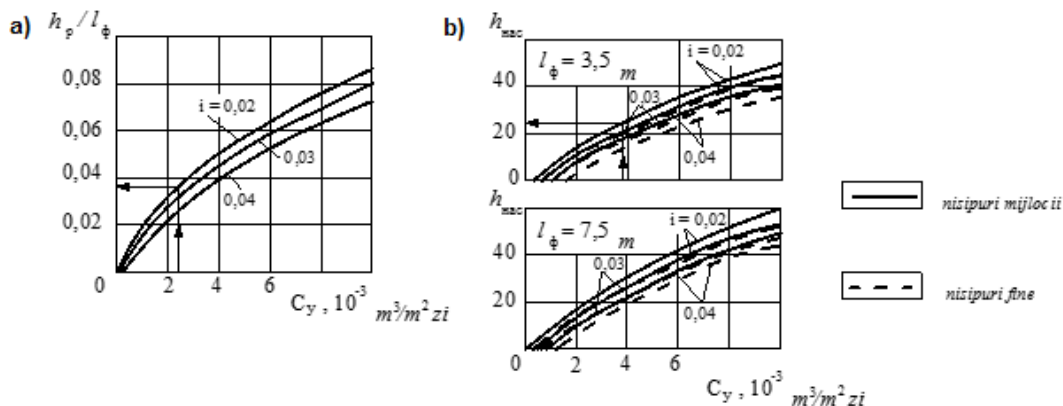 a)
h_р / l_ф
0,08
0,06
0,04
0,02
0
i = 0,02
0,03
0,04
2
4
6
C_y , 10^-3 m³/m² zi
b)
h_нас
40
20
0
l_ф = 3,5 m
i = 0,02
0,03
0,04
h_нас
40
20
0
l_ф = 7,5 m
i = 0,02
0,03
0,04
2
4
6
C_y , 10^-3 m³/m² zi
nisipuri mijlocii
nisipuri fine